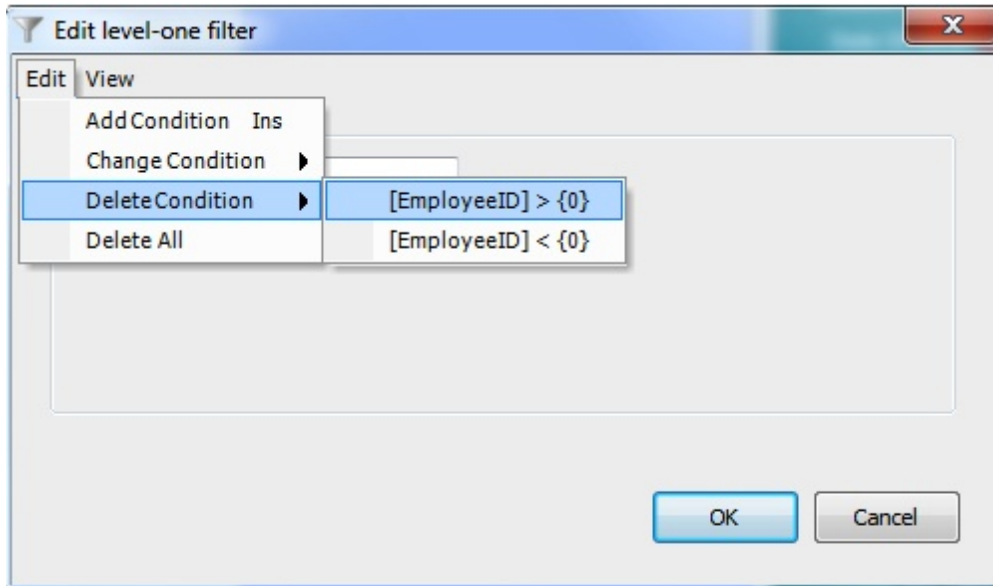 Edit level-one filter
Edit View
Add Condition Ins
Change Condition
Delete Condition
[EmployeeID] > {0}
Delete All
[EmployeeID] < {0}
OK Cancel